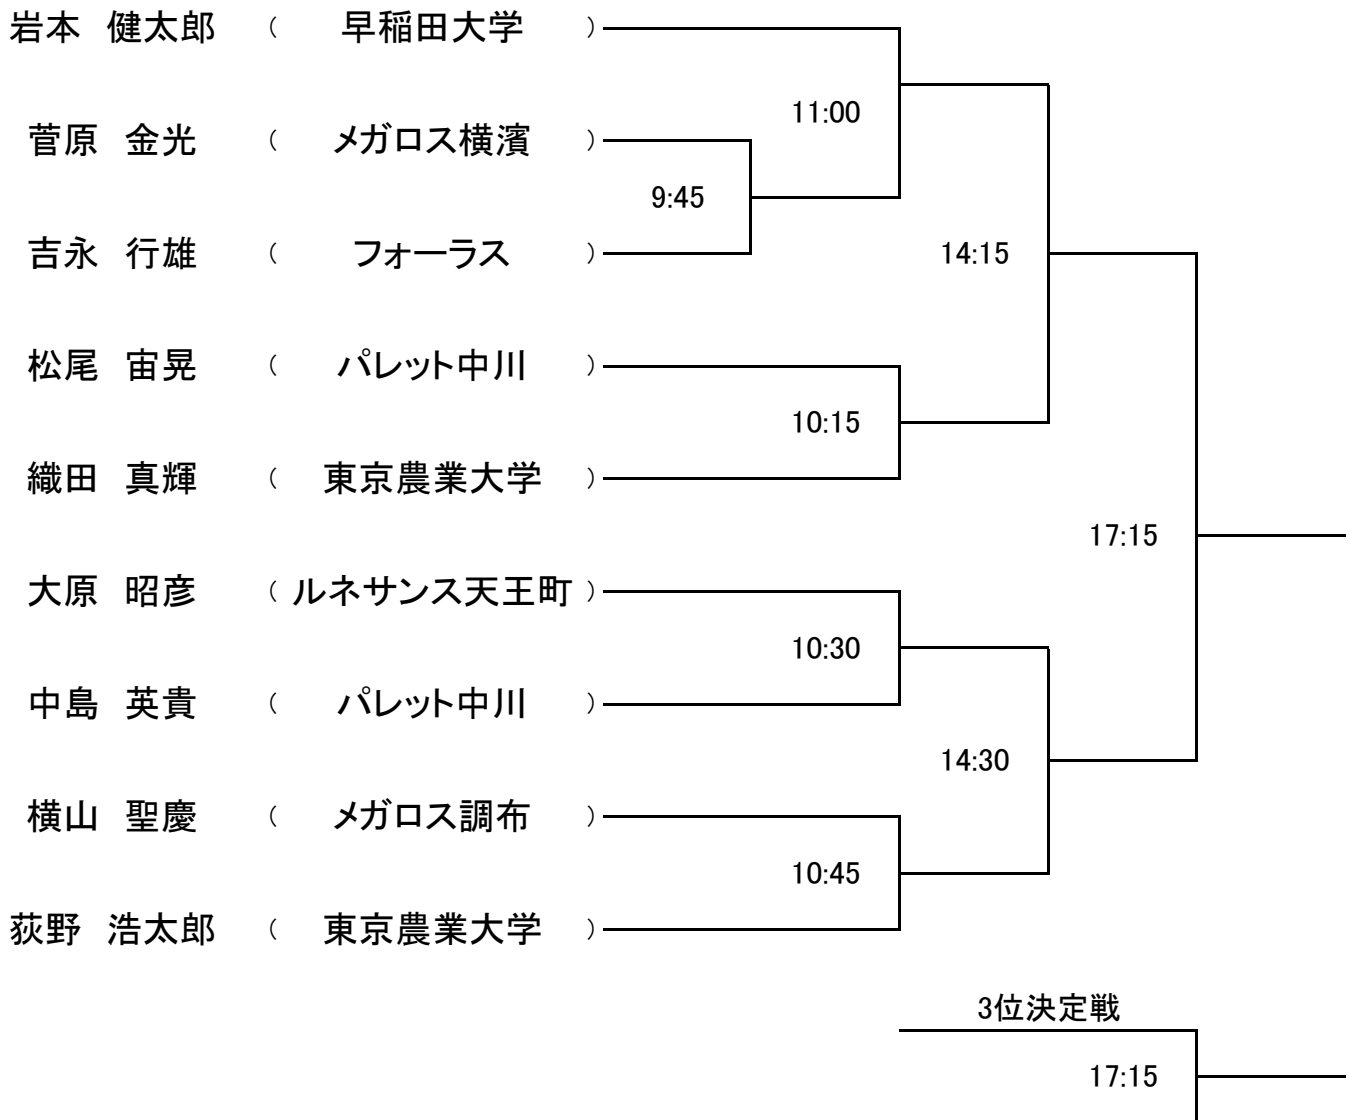 岩本 健太郎 ( 早稲田大学 )
11:00
菅原 金光 ( メガロス横濱 )
9:45
吉永 行雄 ( フォーラス )
14:15
松尾 宙晃 ( パレット中川 )
10:15
織田 真輝 ( 東京農業大学 )
17:15
大原 昭彦 ( ルネサンス天王町 )
10:30
中島 英貴 ( パレット中川 )
14:30
横山 聖慶 ( メガロス調布 )
10:45
荻野 浩太郎 ( 東京農業大学 )
3位決定戦
17:15